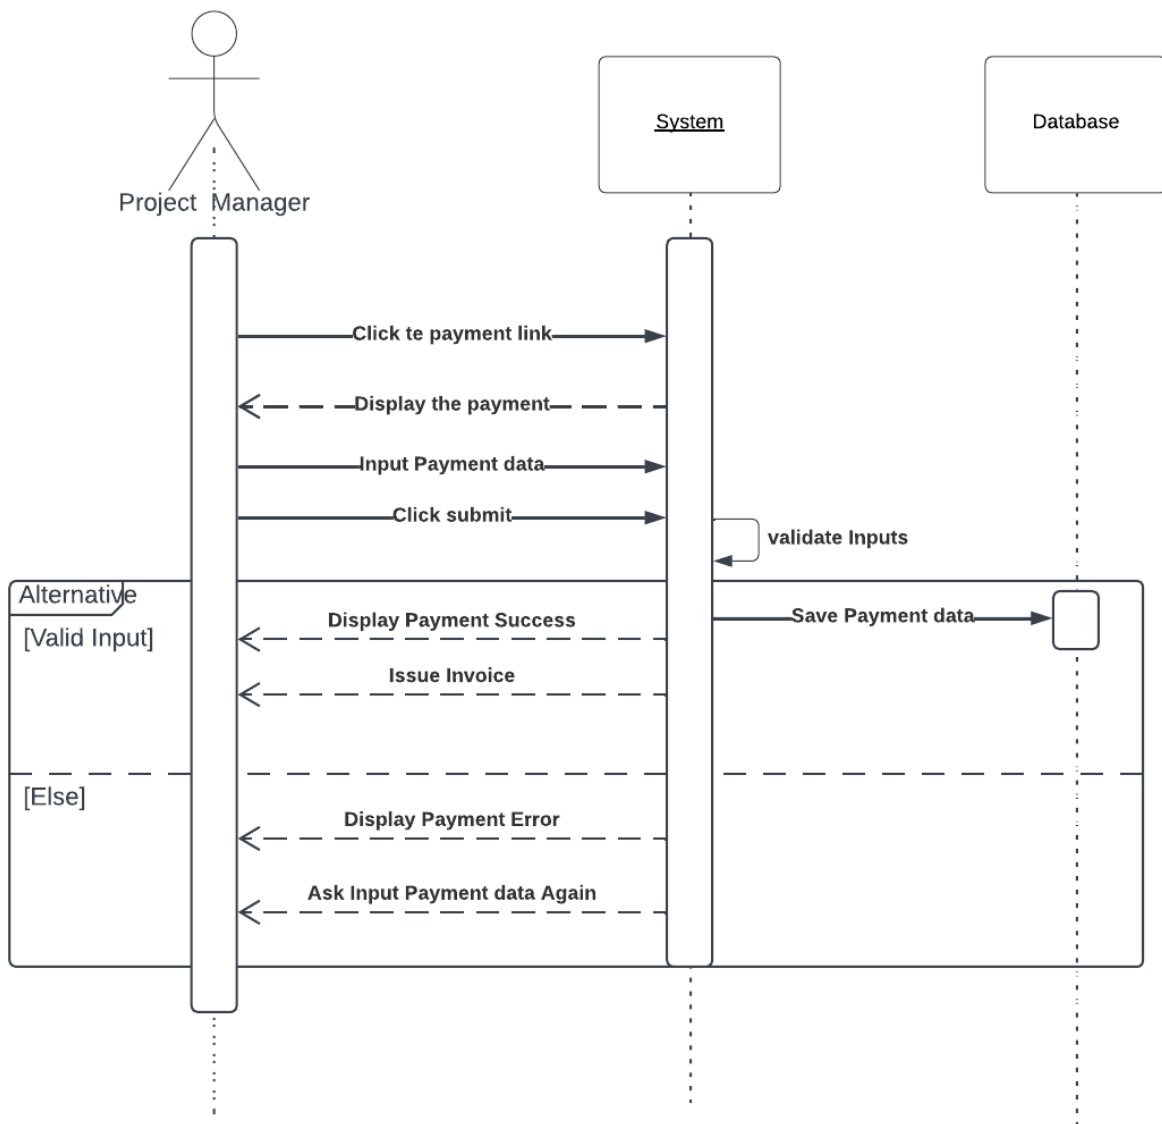 Project Manager
System
Database
Click te payment link
Display the payment
Input Payment data
Click submit
validate Inputs
Alternative
[Valid Input]
Display Payment Success
Save Payment data
Issue Invoice
[Else]
Display Payment Error
Ask Input Payment data Again